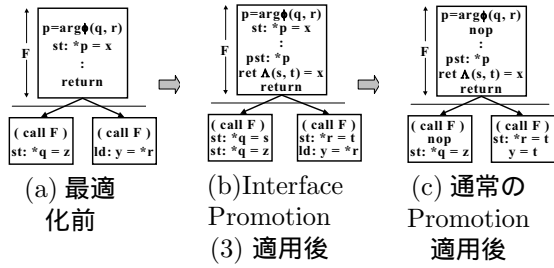 F
p=argφ(q, r)
st: *p = x
:
return
( call F )
st: *q = z
( call F )
ld: y = *r
(a) 最適
化前
F
p=argφ(q, r)
st: *p = x
:
pst: *p
ret Λ(s, t) = x
return
( call F )
st: *q = s
st: *q = z
( call F )
st: *r = t
ld: y = *r
(b)Interface
Promotion
(3) 適用後
F
p=argφ(q, r)
nop
:
pst: *p
ret Λ(s, t) = x
return
( call F )
nop
st: *q = z
( call F )
st: *r = t
y = t
(c) 通常の
Promotion
適用後